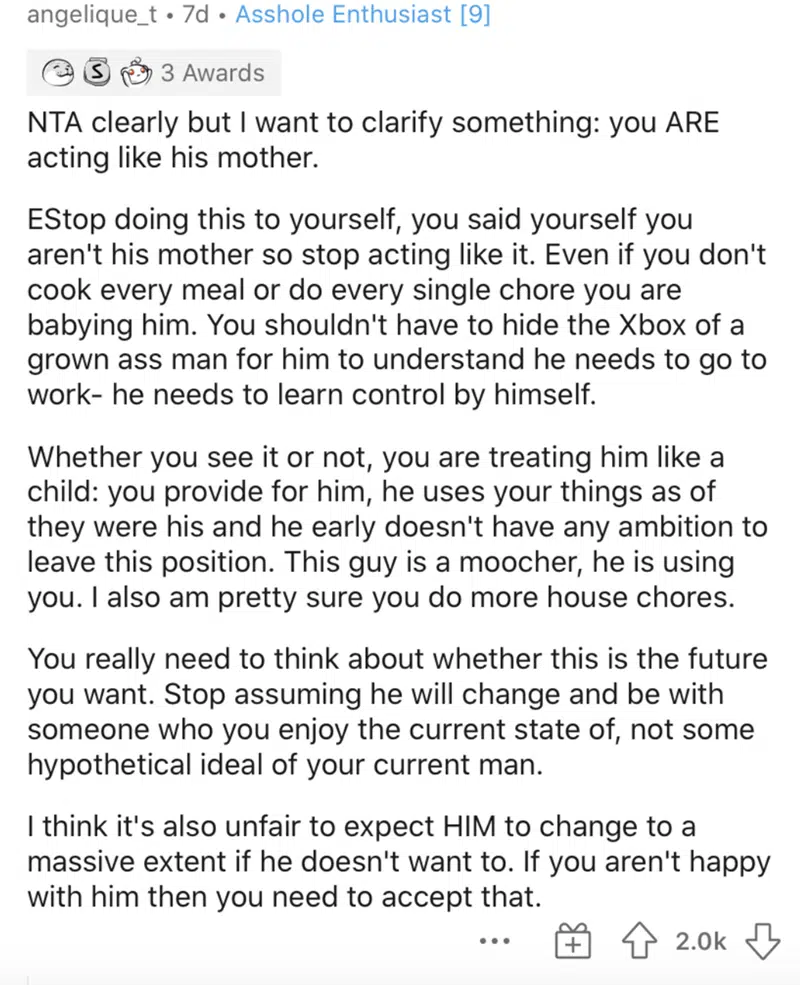 angelique_t • 7d • Asshole Enthusiast [9]
3 Awards
NTA clearly but I want to clarify something: you ARE
acting like his mother.
EStop doing this to yourself, you said yourself you
aren't his mother so stop acting like it. Even if you don't
cook every meal or do every single chore you are
babying him. You shouldn't have to hide the Xbox of a
grown ass man for him to understand he needs to go to
work- he needs to learn control by himself.
Whether you see it or not, you are treating him like a
child: you provide for him, he uses your things as of
they were his and he early doesn't have any ambition to
leave this position. This guy is a moocher, he is using
you. I also am pretty sure you do more house chores.
You really need to think about whether this is the future
you want. Stop assuming he will change and be with
someone who you enjoy the current state of, not some
hypothetical ideal of your current man.
I think it's also unfair to expect HIM to change to a
massive extent if he doesn't want to. If you aren't happy
with him then you need to accept that.
2.0k